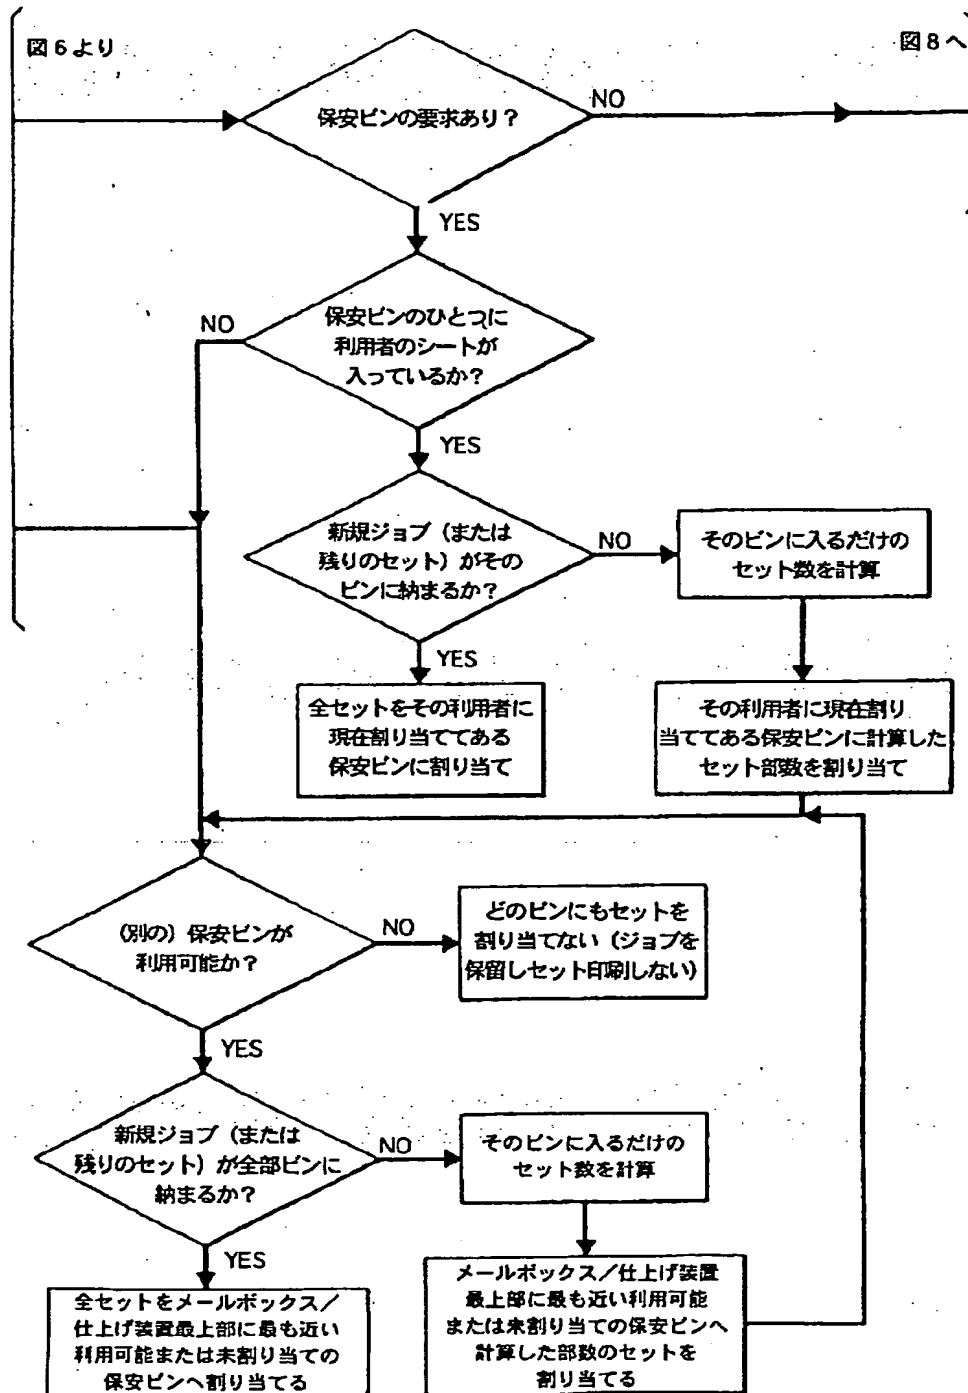 図6より
図8へ
保安ビンの要求あり?
NO
YES
保安ビンのひとつに
利用者のシートが
入っているか?
NO
YES
新規ジョブ(または
残りのセット)がその
ビンに納まるか?
NO
そのビンに入るだけの
セット数を計算
YES
全セットをその利用者に
現在割り当ててある
保安ビンに割り当て
その利用者に現在割り
当ててある保安ビンに計算した
セット部数を割り当て
(別の)保安ビンが
利用可能か?
NO
どのビンにもセットを
割り当てない(ジョブを
保留しセット印刷しない)
YES
新規ジョブ(または
残りのセット)が全部ビンに
納まるか?
NO
そのビンに入るだけの
セット数を計算
YES
全セットをメールボックス/
仕上げ装置最上部に最も近い
利用可能または未割り当ての
保安ビンへ割り当てる
メールボックス/仕上げ装置
最上部に最も近い利用可能
または未割り当ての保安ビンへ
計算した部数のセットを
割り当てる